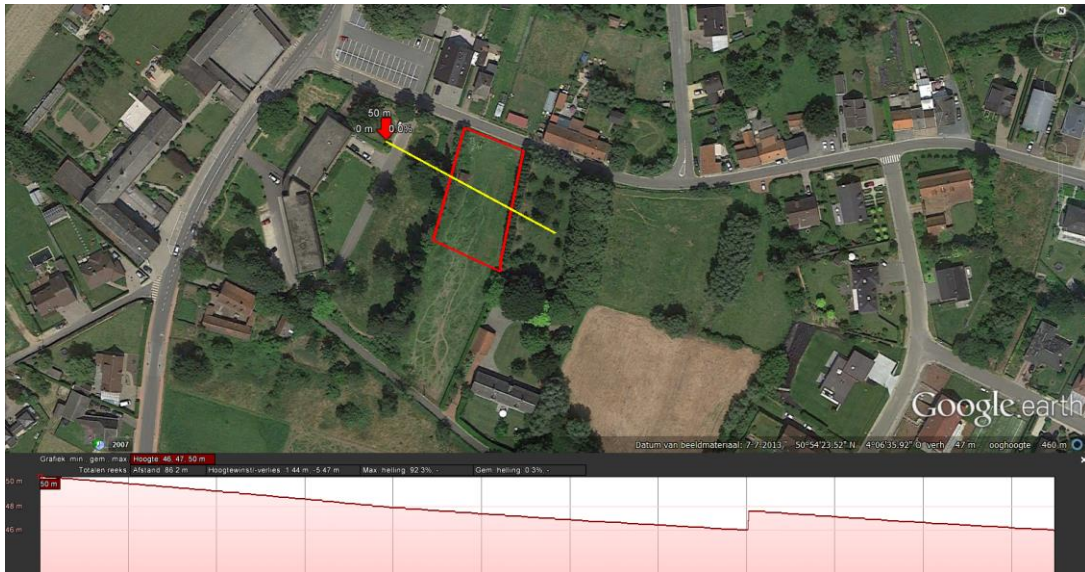 N
50 m
0 m 0.0%
Google earth
2007
Datum van beeldmateriaal: 7-7-2013 50°54'23.52" N 4°06'35.92" O verh 47 m ooghoogte 460 m
Grafiek min. gem. max Hoogte 46, 47, 50 m
Totalen reeks Afstand 86.2 m Hoogtewinst/-verlies 1.44 m, -5.47 m Max. helling 92.3%, - Gem. helling 0.3%, -
50 m
50 m
48 m
46 m